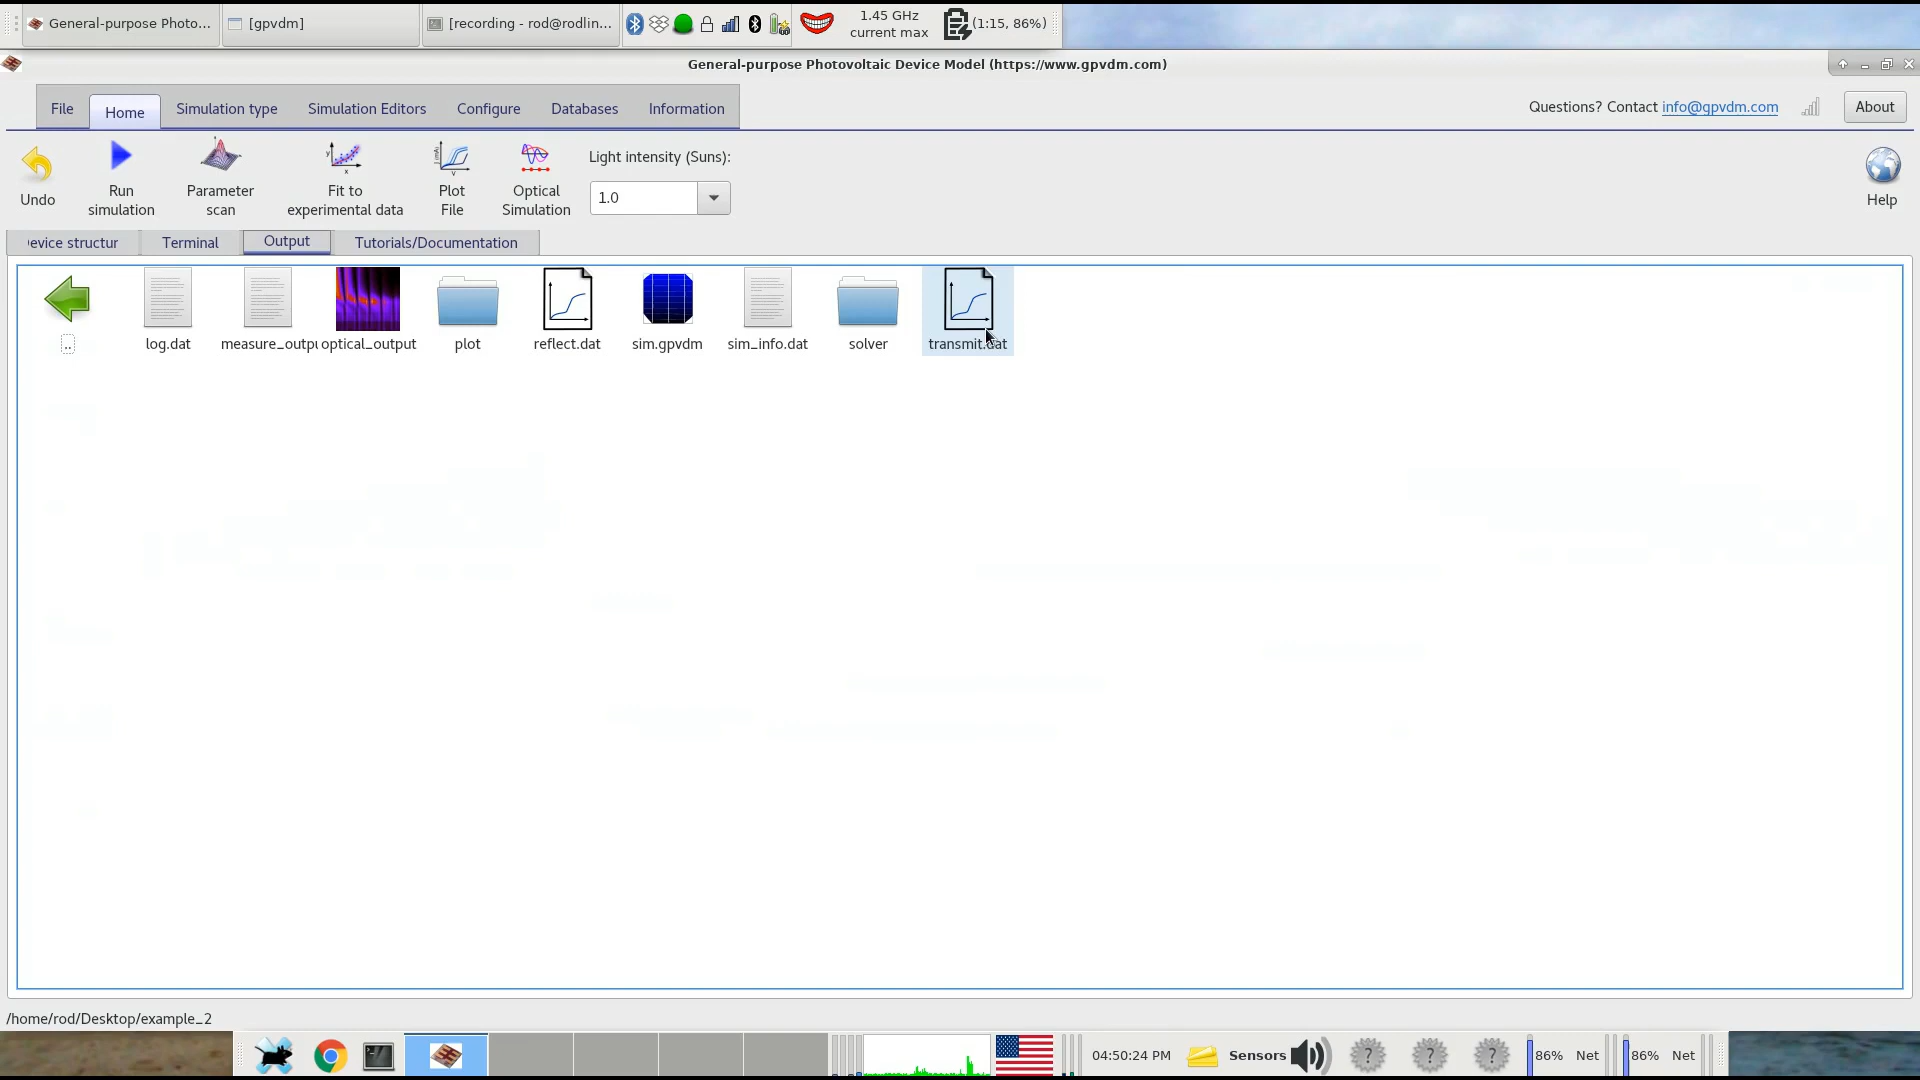 General-purpose Photo...
[gpvdm]
[recording - rod@rodlin...
1.45 GHz
current max
(1:15, 86%)
General-purpose Photovoltaic Device Model (https://www.gpvdm.com)
File
Home
Simulation type
Simulation Editors
Configure
Databases
Information
Questions? Contact info@gpvdm.com
About
Undo
Run
simulation
Parameter
scan
Fit to
experimental data
Plot
File
Optical
Simulation
Light intensity (Suns):
1.0
Help
evice structur
Terminal
Output
Tutorials/Documentation
..
log.dat
measure_outpu
optical_output
plot
reflect.dat
sim.gpvdm
sim_info.dat
solver
transmit.dat
/home/rod/Desktop/example_2
04:50:24 PM
Sensors
86%
Net
86%
Net